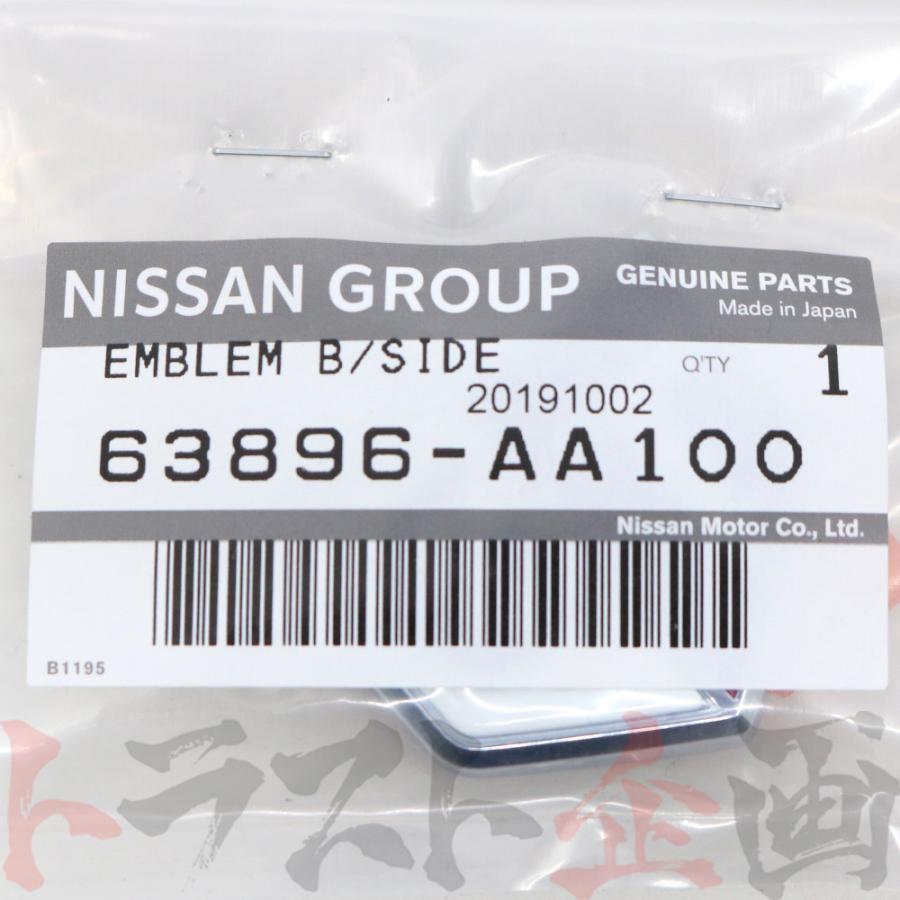 NISSAN GROUP GENUINE PARTS
Made in Japan
EMBLEM B/SIDE Q'TY 1
20191002
63896-AA100
Nissan Motor Co., Ltd.
B1195
トラスト企画